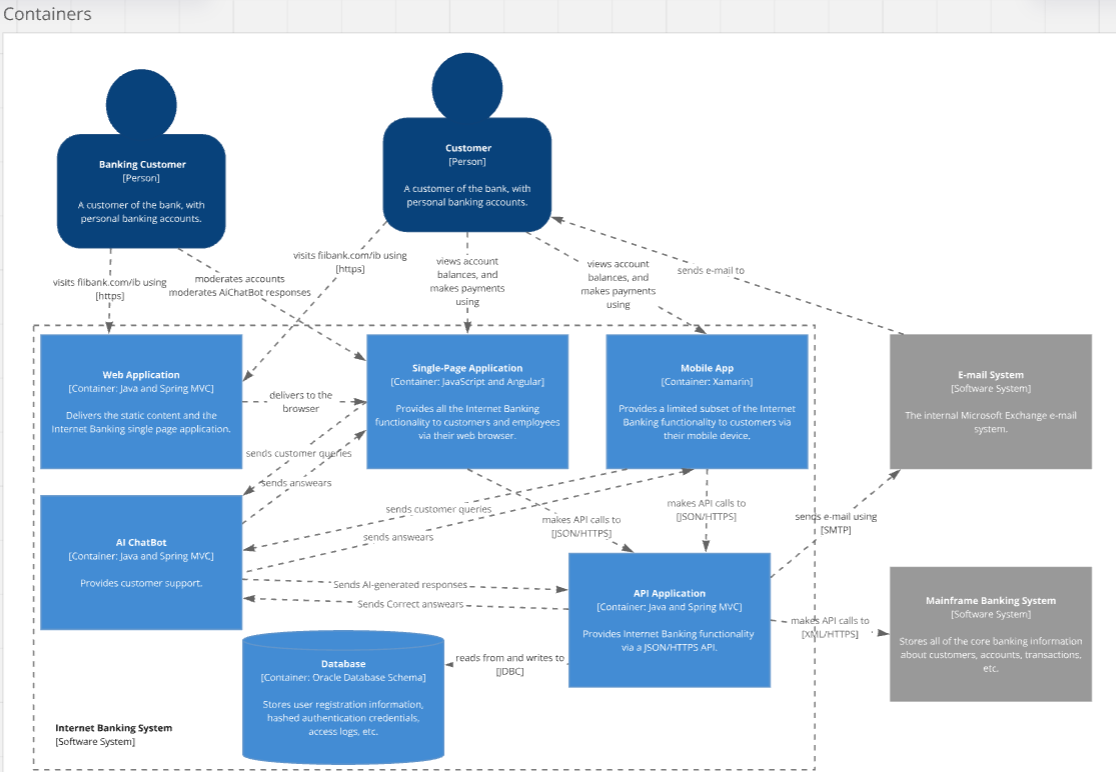 Containers
Banking Customer
[Person]
A customer of the bank, with
personal banking accounts.
Customer
[Person]
A customer of the bank, with
personal banking accounts.
visits fiibank.com/ib using
[https]
moderates accounts
moderates AiChatBot responses
visits fiibank.com/ib using
[https]
views account
balances, and
makes payments
using
views account
balances, and
makes payments
using
sends e-mail to
Web Application
[Container: Java and Spring MVC]
Delivers the static content and the
Internet Banking single page application.
delivers to the
browser
Single-Page Application
[Container: JavaScript and Angular]
Provides all the Internet Banking
functionality to customers and employees
via their web browser.
Mobile App
[Container: Xamarin]
Provides a limited subset of the Internet
Banking functionality to customers via
their mobile device.
E-mail System
[Software System]
The internal Microsoft Exchange e-mail
system.
sends customer queries
sends answears
sends customer queries
sends answears
makes API calls to
[JSON/HTTPS]
makes API calls to
[JSON/HTTPS]
sends e-mail using
[SMTP]
AI ChatBot
[Container: Java and Spring MVC]
Provides customer support.
Sends AI-generated responses
Sends Correct answears
API Application
[Container: Java and Spring MVC]
Provides Internet Banking functionality
via a JSON/HTTPS API.
makes API calls to
[XML/HTTPS]
Mainframe Banking System
[Software System]
Stores all of the core banking information
about customers, accounts, transactions,
etc.
Database
[Container: Oracle Database Schema]
Stores user registration information,
hashed authentication credentials,
access logs, etc.
reads from and writes to
[JDBC]
Internet Banking System
[Software System]